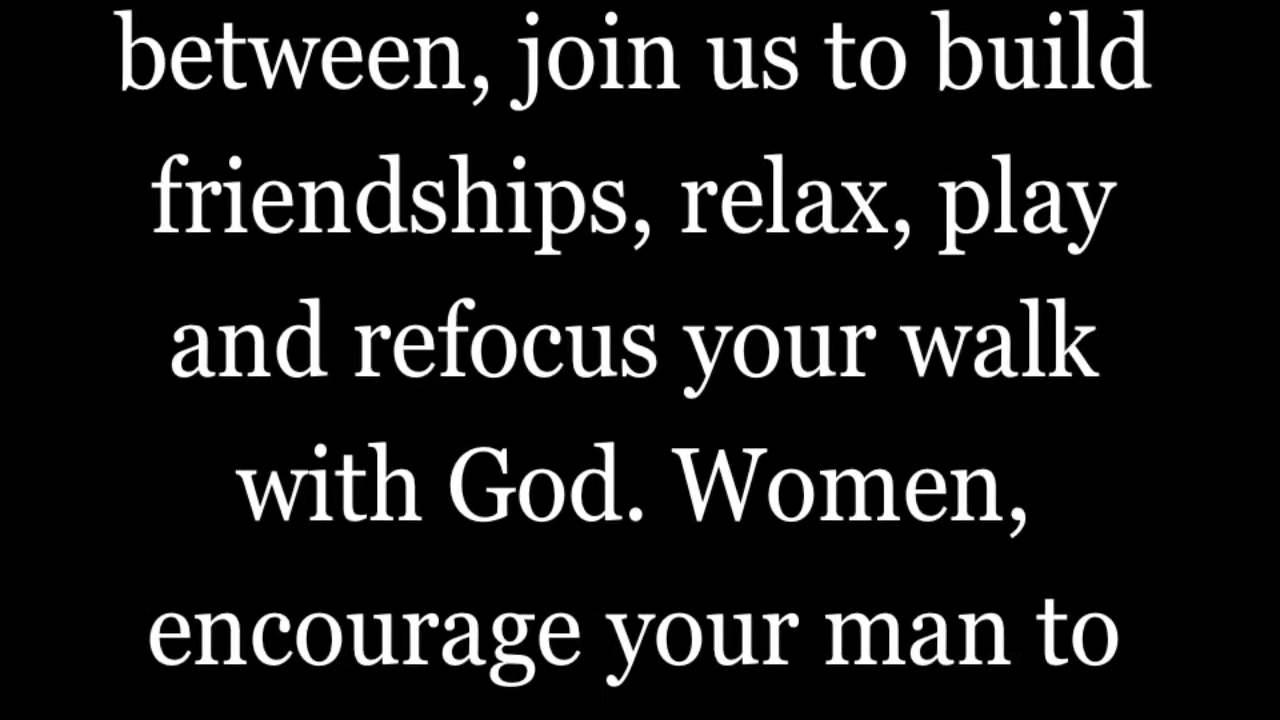 between, join us to build
friendships, relax, play
and refocus your walk
with God. Women,
encourage your man to